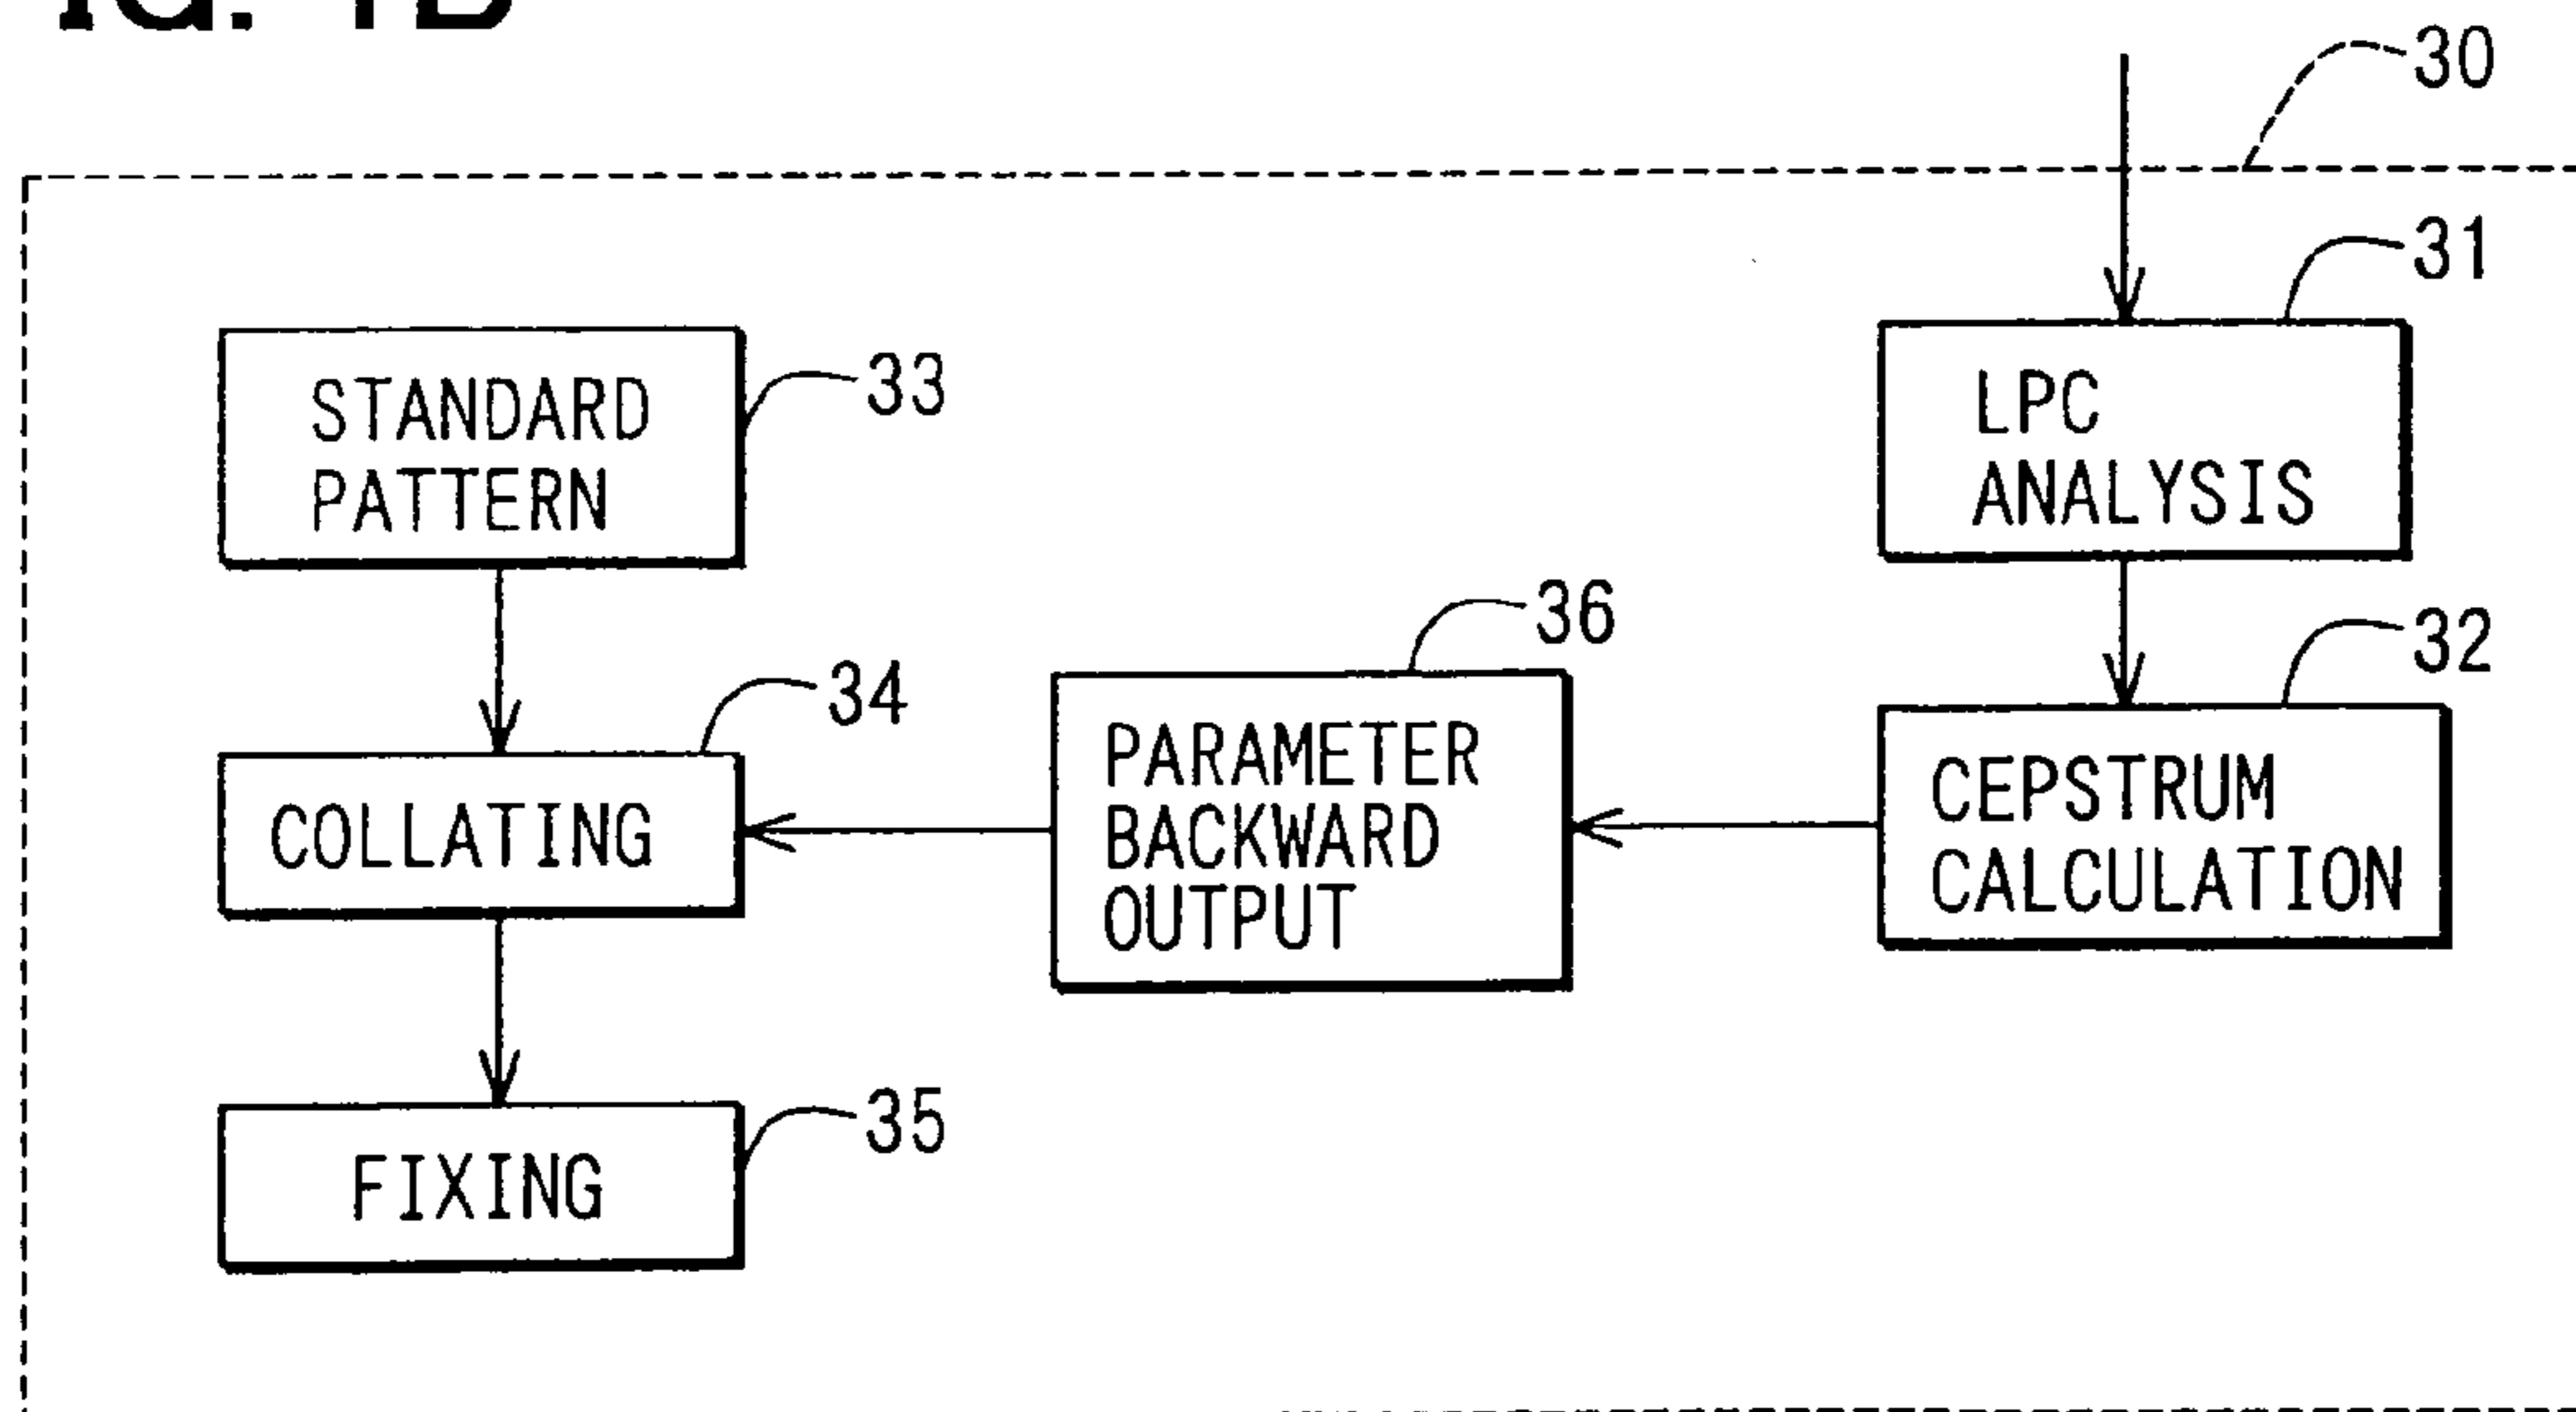 30
31
STANDARD
PATTERN
33
LPC
ANALYSIS
36
32
34
PARAMETER
BACKWARD
OUTPUT
CEPSTRUM
CALCULATION
COLLATING
35
FIXING